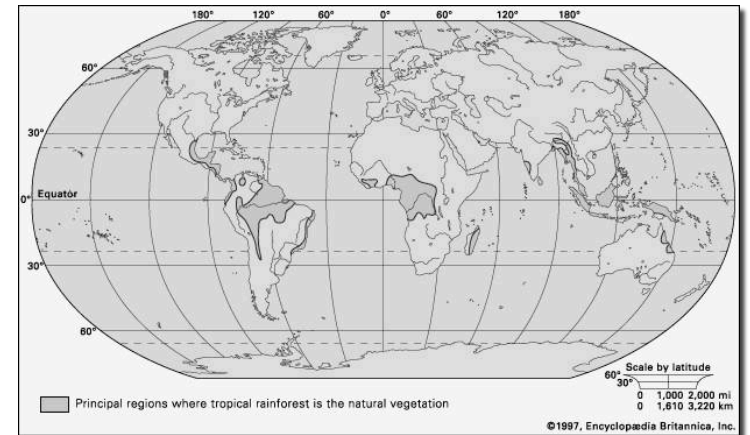 180° 120° 60° 0° 60° 120° 180°
60°
30°
0° Equator
30°
60°
Scale by latitude
60°
30°
0 1,000 2,000 mi
0 1,610 3,220 km
Principal regions where tropical rainforest is the natural vegetation
©1997, Encyclopædia Britannica, Inc.